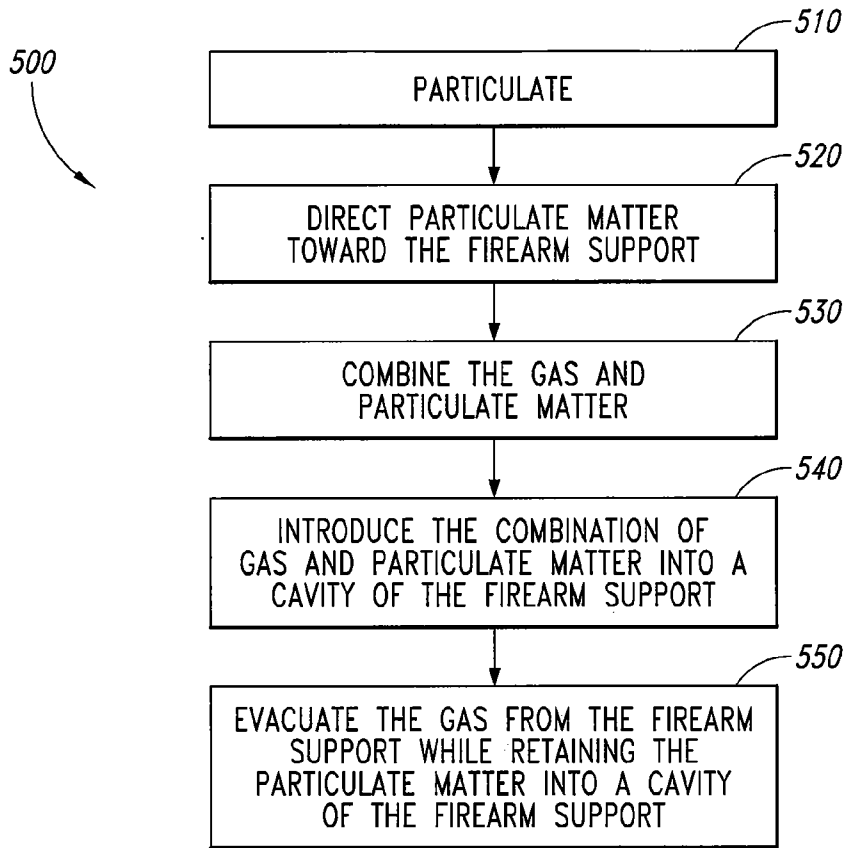 510
500
PARTICULATE
520
DIRECT PARTICULATE MATTER
TOWARD THE FIREARM SUPPORT
530
COMBINE THE GAS AND
PARTICULATE MATTER
540
INTRODUCE THE COMBINATION OF
GAS AND PARTICULATE MATTER INTO A
CAVITY OF THE FIREARM SUPPORT
550
EVACUATE THE GAS FROM THE FIREARM
SUPPORT WHILE RETAINING THE
PARTICULATE MATTER INTO A CAVITY
OF THE FIREARM SUPPORT